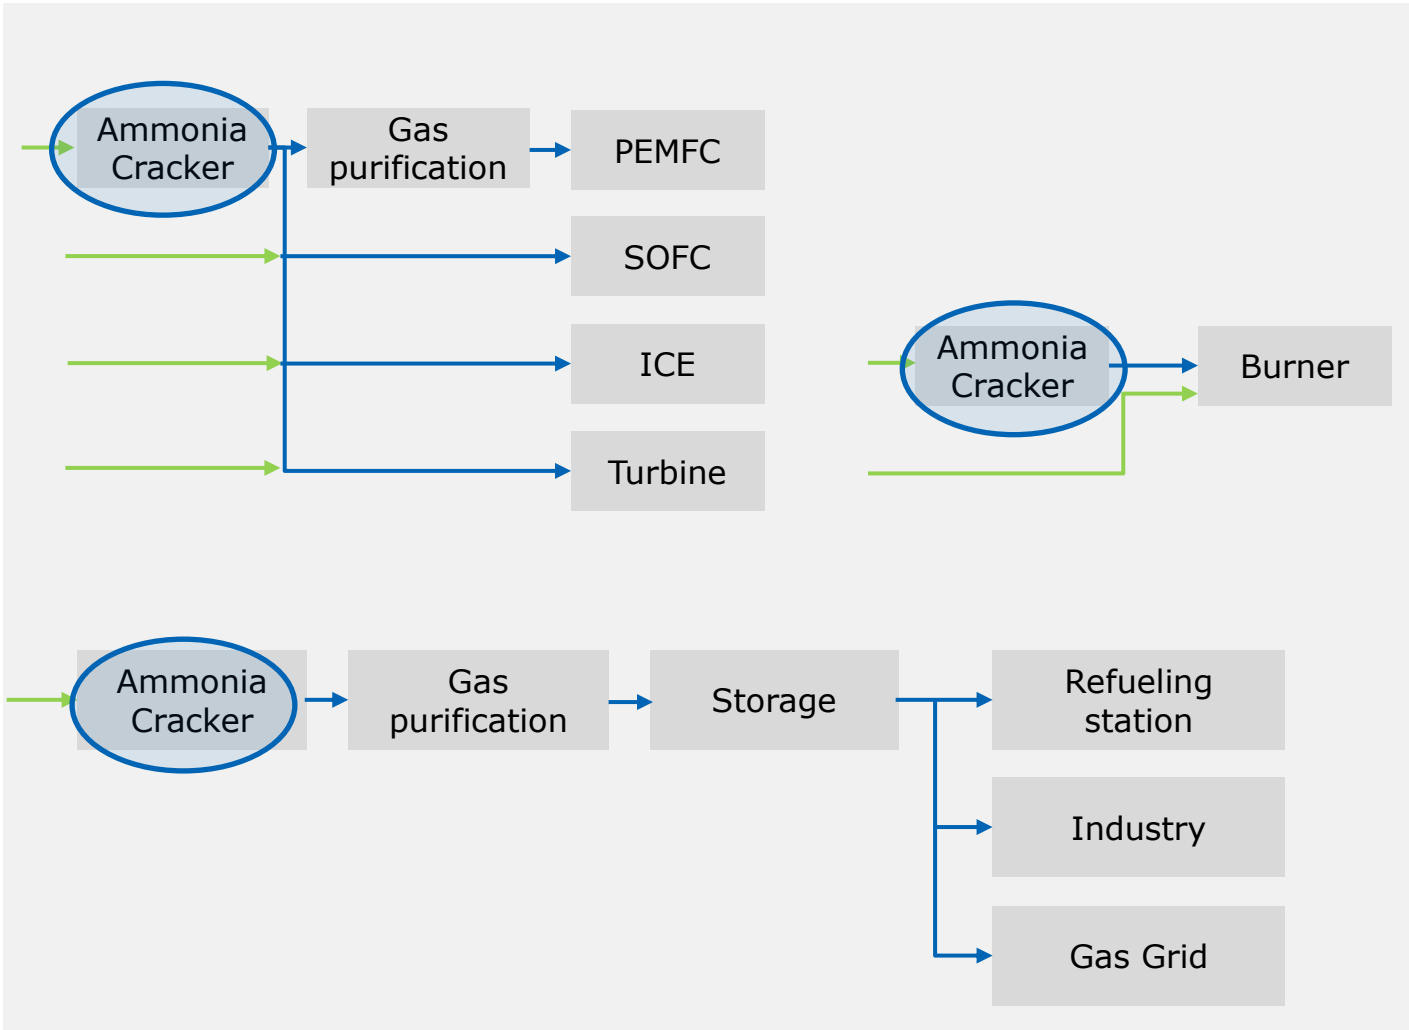 Ammonia
Cracker
Gas
purification
PEMFC
SOFC
ICE
Turbine
Ammonia
Cracker
Burner
Ammonia
Cracker
Gas
purification
Storage
Refueling
station
Industry
Gas Grid